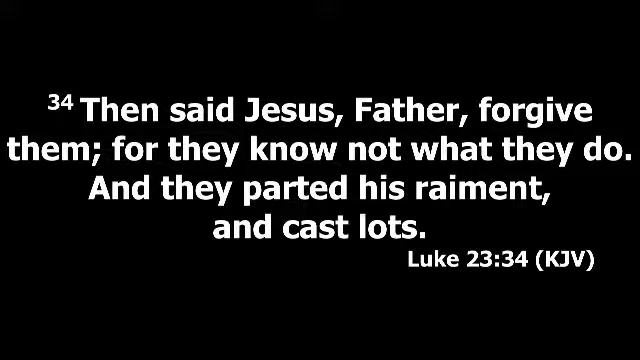 34 Then said Jesus, Father, forgive
them; for they know not what they do.
And they parted his raiment,
and cast lots.
Luke 23:34 (KJV)